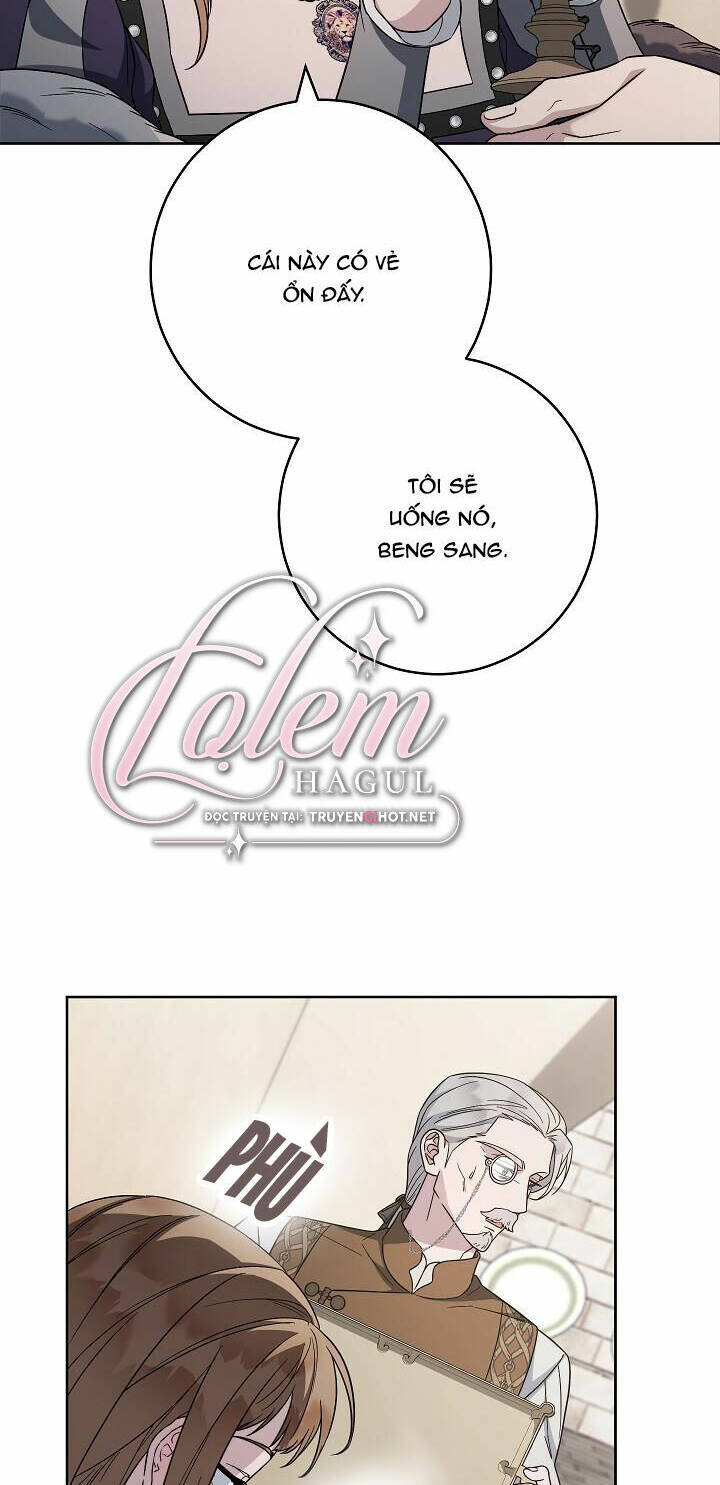 CÁI NÀY CÓ VẺ
ỔN ĐẤY.
TÔI SẼ
UỐNG NÓ,
BENG SANG.
Lọlem
HAGUL
ĐỌC TRUYỆN TẠI: TRUYENGIHOT.NET
PHÙ